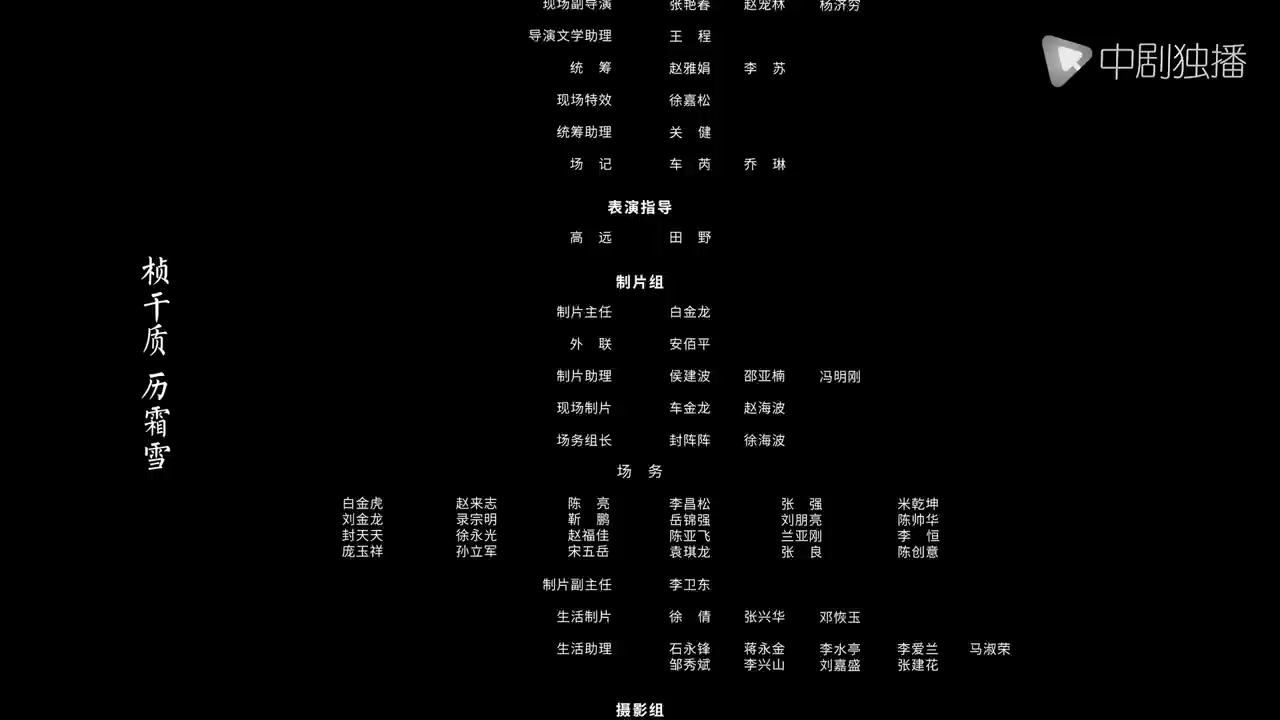 现场副导演 张艳春 赵宠林 杨济穷
导演文学助理 王 程
统 筹 赵雅娟 李 苏
现场特效 徐嘉松
统筹助理 关 健
场 记 车 芮 乔 琳
表演指导
高 远 田 野
制片组
制片主任 白金龙
外 联 安佰平
制片助理 侯建波 邵亚楠 冯明刚
现场制片 车金龙 赵海波
场务组长 封阵阵 徐海波
场 务
白金虎 赵来志 陈 亮 李昌松 张 强 米乾坤
刘金龙 录宗明 靳 鹏 岳锦强 刘朋亮 陈帅华
封天天 徐永光 赵福佳 陈亚飞 兰亚刚 李 恒
庞玉祥 孙立军 宋五岳 袁琪龙 张 良 陈创意
制片副主任 李卫东
生活制片 徐 倩 张兴华 邓恢玉
生活助理 石永锋 蒋永金 李水亭 李爱兰 马淑荣
邹秀斌 李兴山 刘嘉盛 张建花
摄影组
桢干质 历霜雪
中剧独播